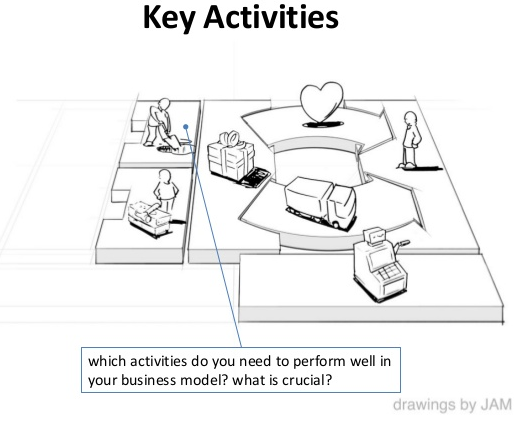 Key Activities
which activities do you need to perform well in
your business model? what is crucial?
drawings by JAM